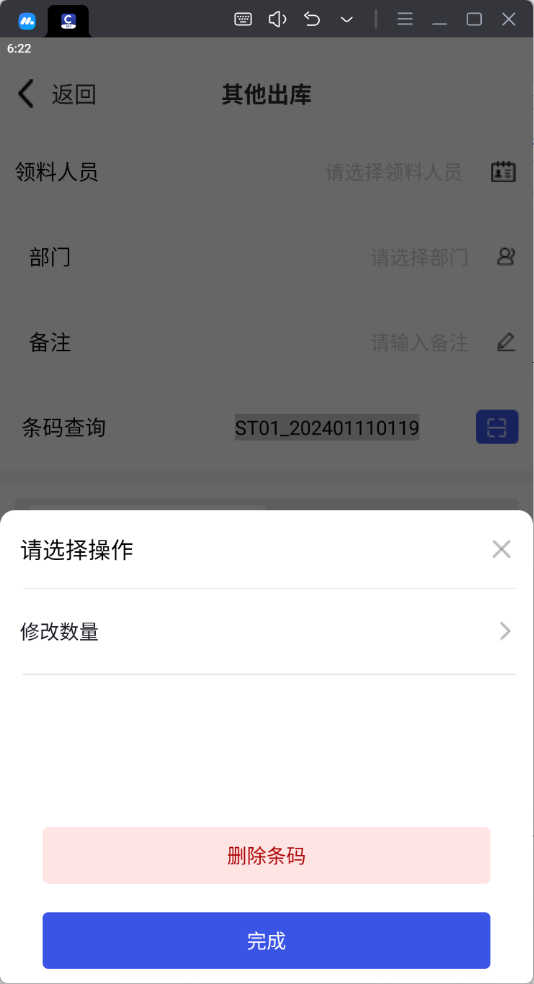 6:22
返回
其他出库
领料人员 请选择领料人员
部门 请选择部门
备注 请输入备注
条码查询 ST01_202401110119
请选择操作
修改数量
删除条码
完成